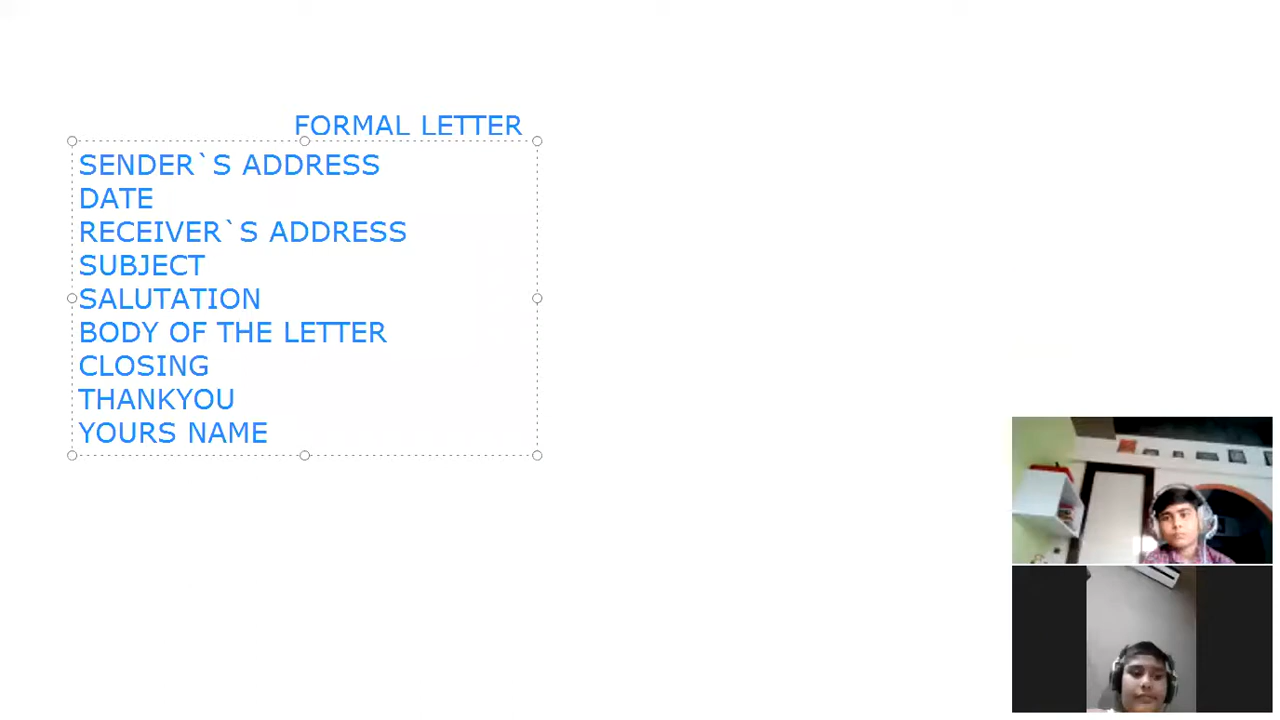 FORMAL LETTER
SENDER`S ADDRESS
DATE
RECEIVER`S ADDRESS
SUBJECT
SALUTATION
BODY OF THE LETTER
CLOSING
THANKYOU
YOURS NAME